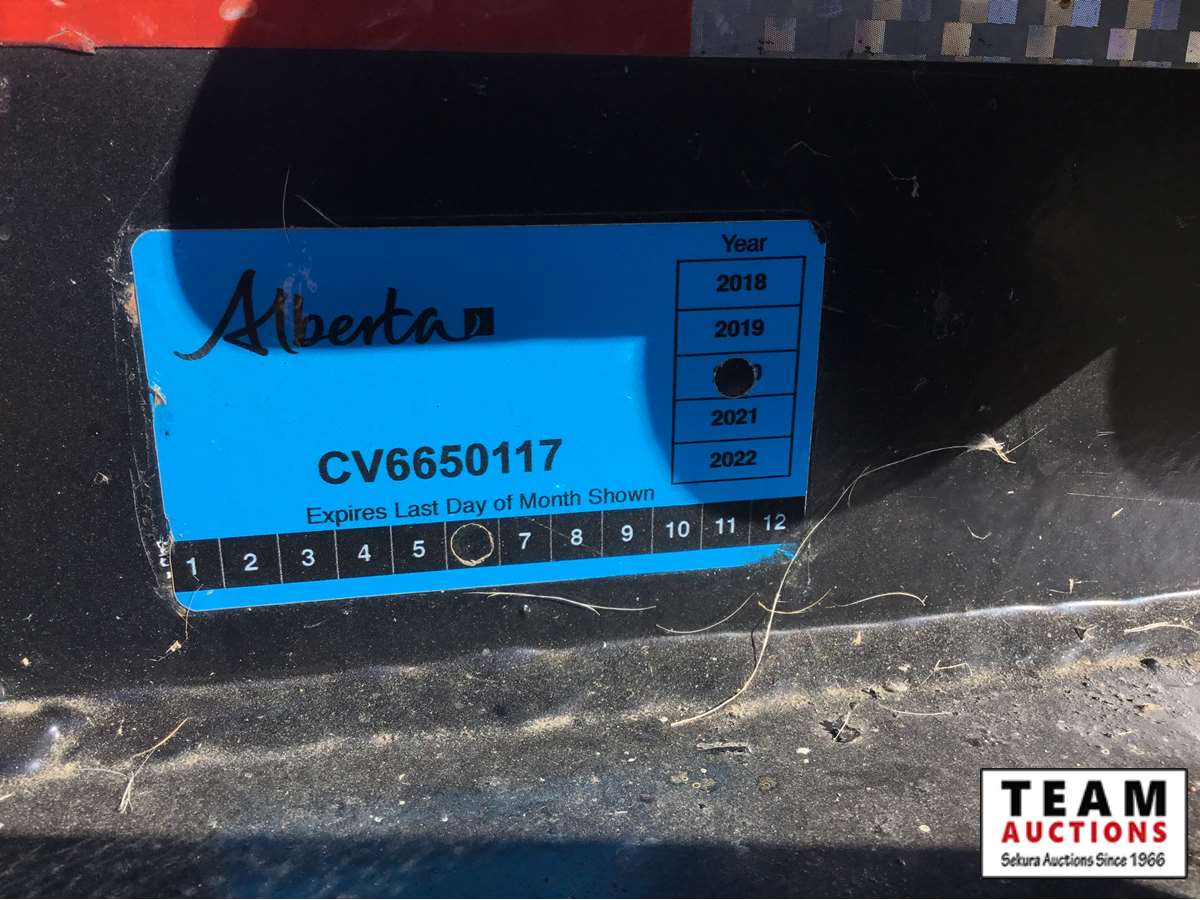 Alberta
Year
2018
2019
2021
2022
CV6650117
Expires Last Day of Month Shown
1 2 3 4 5 7 8 9 10 11 12
TEAM
AUCTIONS
Sekura Auctions Since 1966